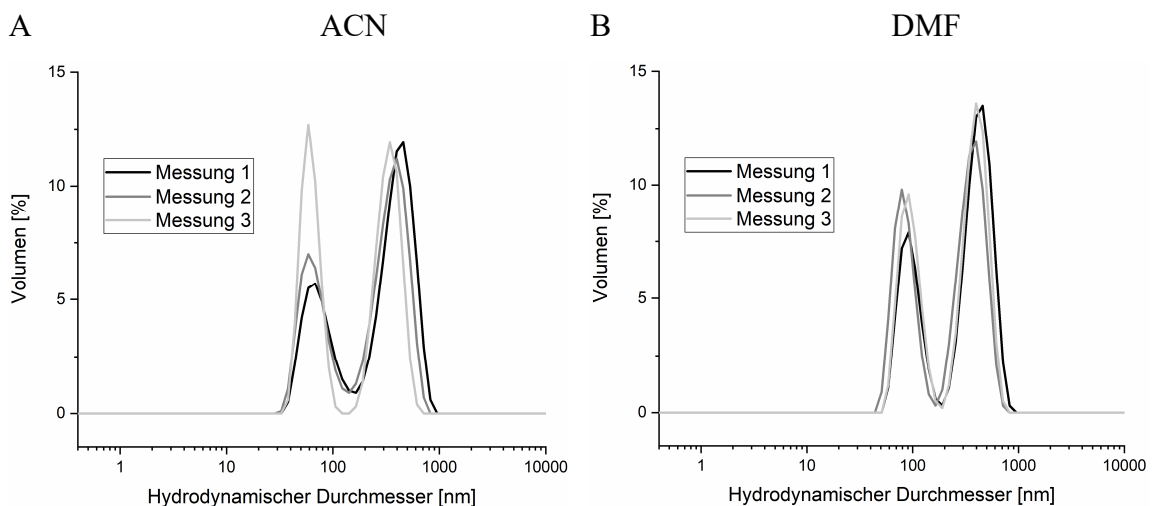 A
ACN
15
10
5
0
Volumen [%]
Messung 1
Messung 2
Messung 3
1
10
100
1000
10000
Hydrodynamischer Durchmesser [nm]
B
DMF
15
10
5
0
Volumen [%]
Messung 1
Messung 2
Messung 3
1
10
100
1000
10000
Hydrodynamischer Durchmesser [nm]